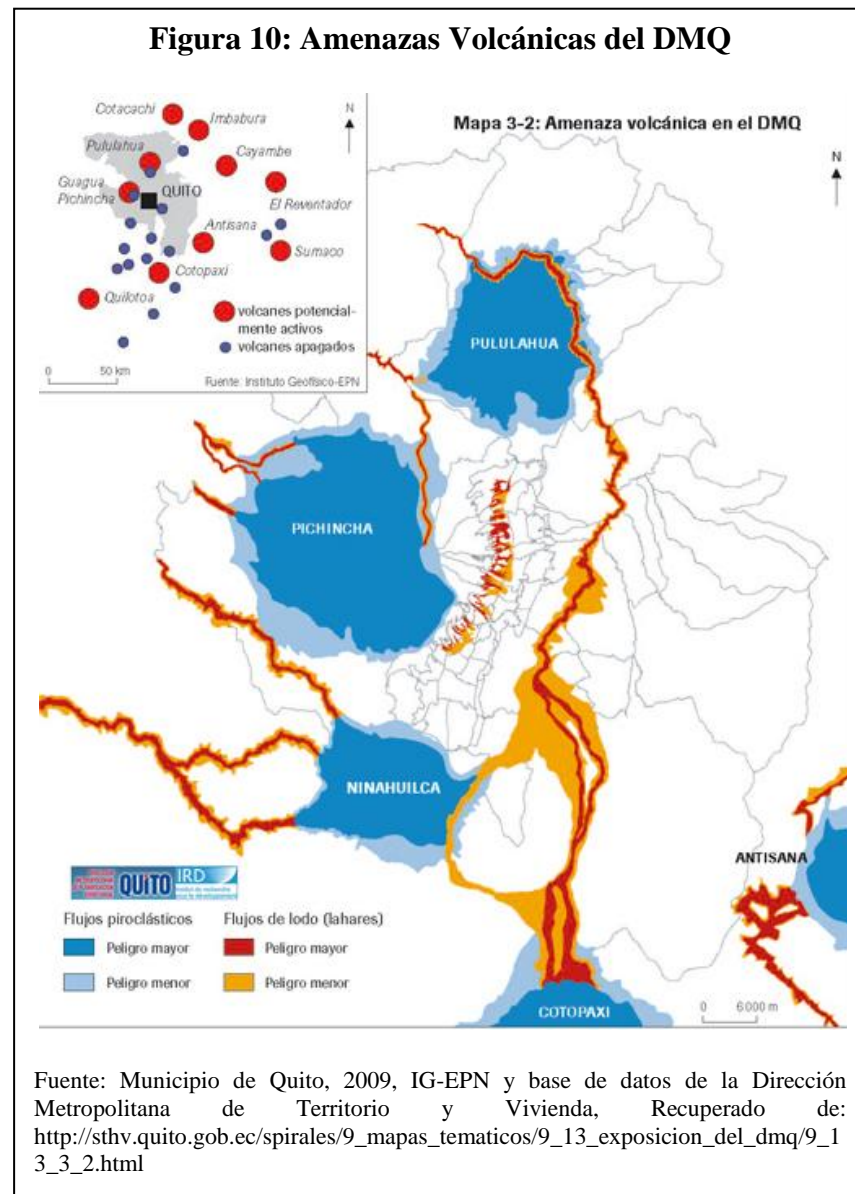 Figura 10: Amenazas Volcánicas del DMQ
Mapa 3-2: Amenaza volcánica en el DMQ
N
Cotacachi
Imbabura
Pululahua
Cayambe
Guagua
Pichincha
QUITO
El Reventador
Antisana
Sumaco
Cotopaxi
Quilotoa
volcanes potencial-
mente activos
volcanes apagados
0 50 km
Fuente: Instituto Geofísico-EPN
N
PULULAHUA
PICHINCHA
NINAHUILCA
ANTISANA
COTOPAXI
QUITO
IRD
Flujos piroclásticos
Peligro mayor
Peligro menor
Flujos de lodo (lahares)
Peligro mayor
Peligro menor
0 6 000 m
Fuente: Municipio de Quito, 2009, IG-EPN y base de datos de la Dirección
Metropolitana de Territorio y Vivienda, Recuperado de:
http://sthv.quito.gob.ec/spirales/9_mapas_tematicos/9_13_exposicion_del_dmq/9_1
3_3_2.html